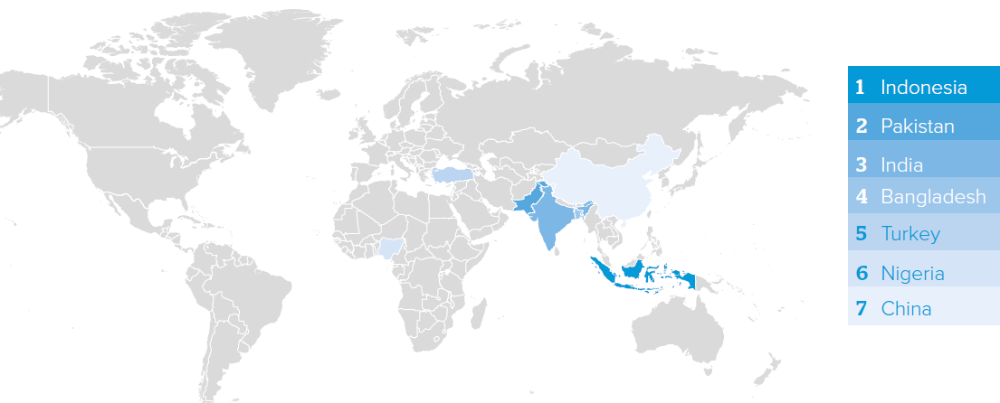 1 Indonesia
2 Pakistan
3 India
4 Bangladesh
5 Turkey
6 Nigeria
7 China